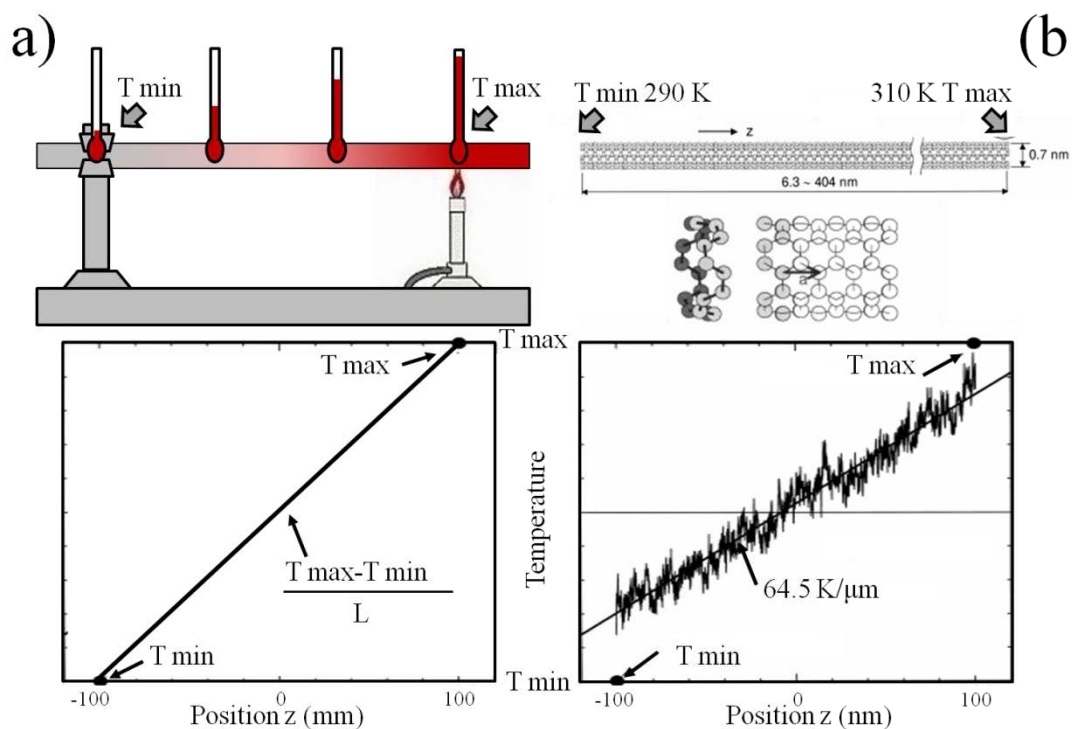 a)
(b
T min
T max
T min 290 K
310 K T max
z
0.7 nm
6.3 ~ 404 nm
a
T max
T max
T max
T min
Temperature
T max-T min
L
64.5 K/μm
T min
T min
-100
0
100
Position z (mm)
T min
-100
0
100
Position z (nm)